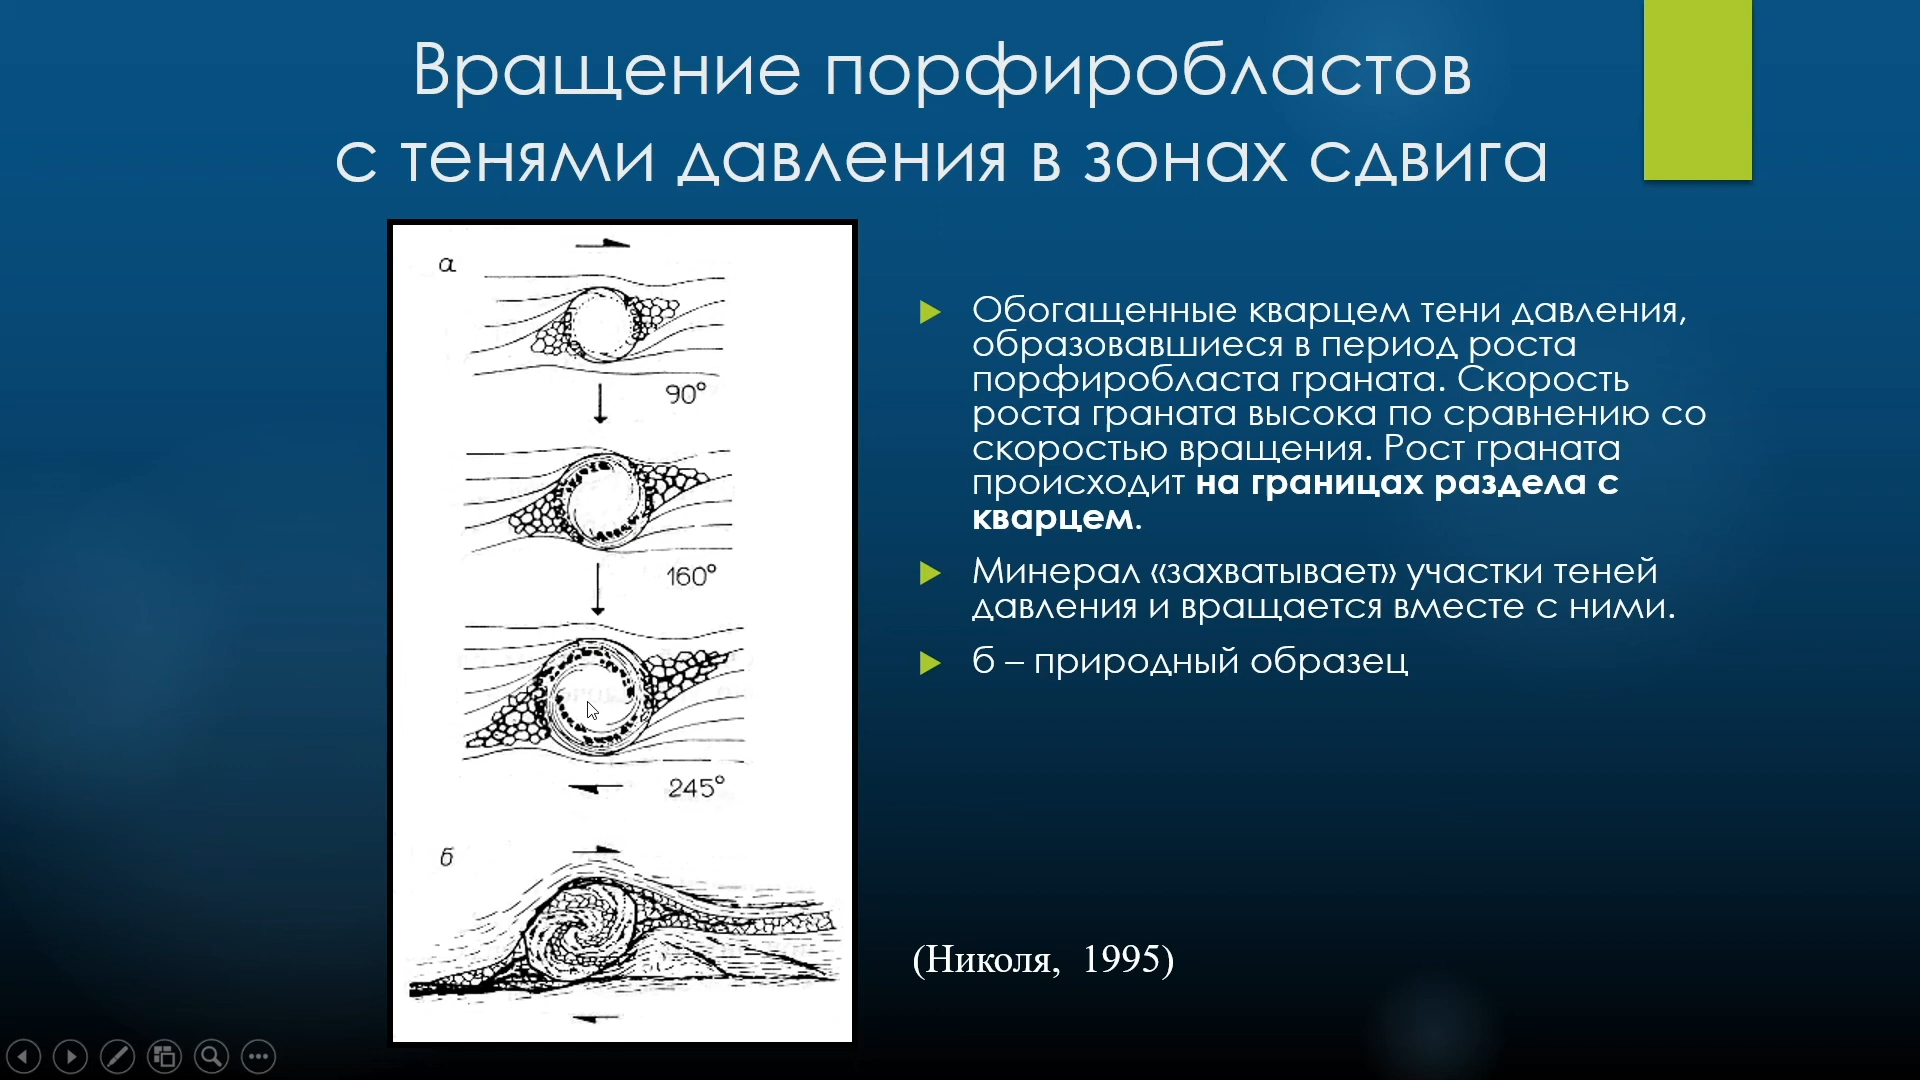 Вращение порфиробластов
с тенями давления в зонах сдвига
а
90°
160°
245°
б
Обогащенные кварцем тени давления,
образовавшиеся в период роста
порфиробласта граната. Скорость
роста граната высока по сравнению со
скоростью вращения. Рост граната
происходит на границах раздела с
кварцем.
Минерал «захватывает» участки теней
давления и вращается вместе с ними.
б – природный образец
(Николя, 1995)